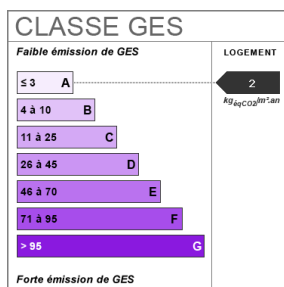 CLASSE GES
Faible émission de GES
LOGEMENT
≤ 3 A
2
kgéqCO2/m².an
4 à 10 B
11 à 25 C
26 à 45 D
46 à 70 E
71 à 95 F
> 95 G
Forte émission de GES